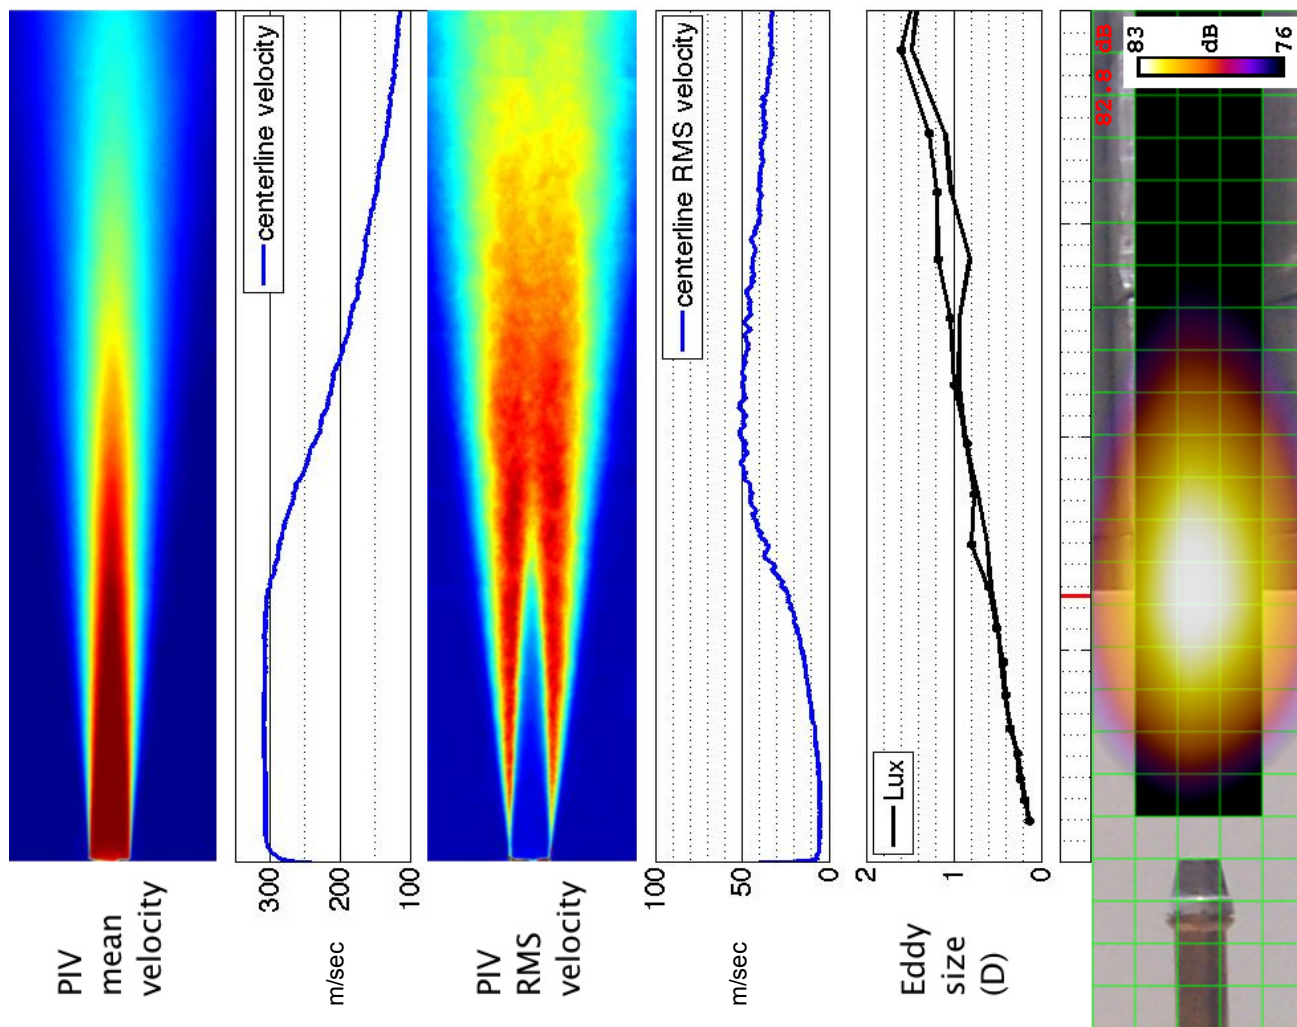 PIV
mean
velocity
m/sec
300
200
100
centerline velocity
PIV
RMS
velocity
m/sec
100
50
0
centerline RMS velocity
Eddy
size
(D)
2
1
0
Lux
82.8 dB
83
dB
76